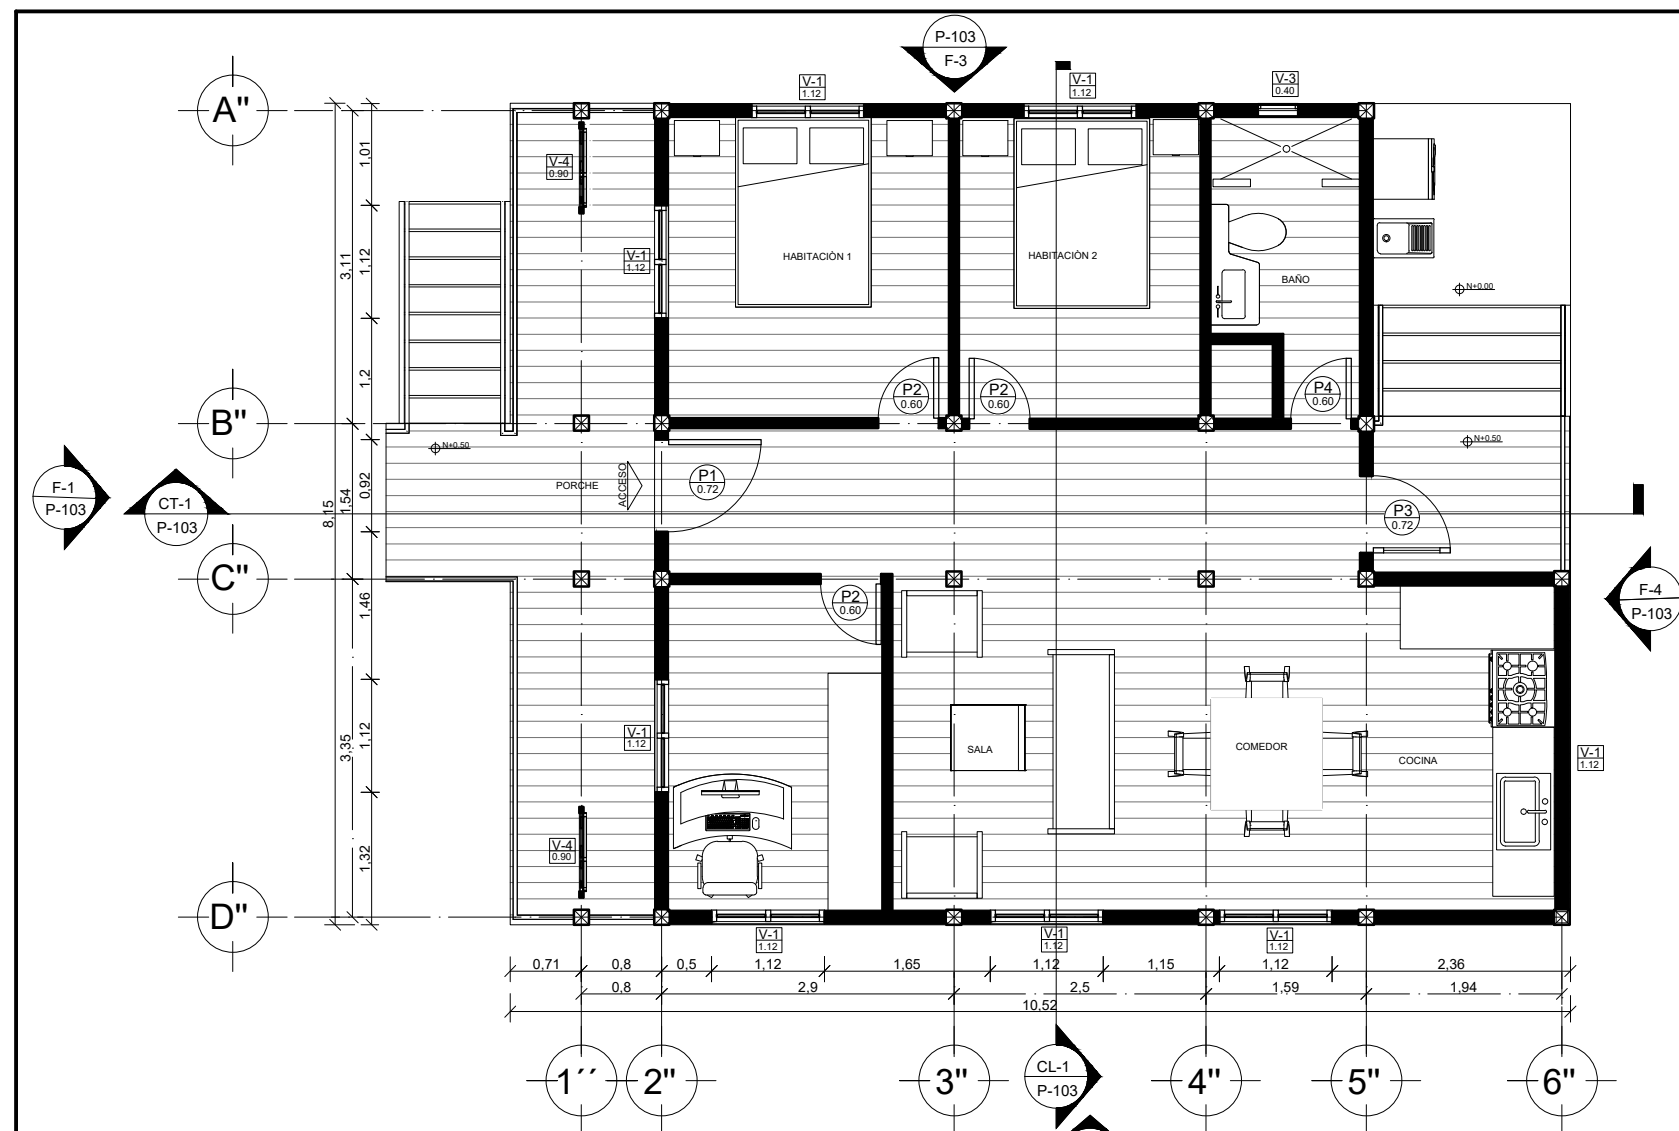 P-103
F-3
V-1
1.12
V-1
1.12
V-3
0.40
A"
V-4
0.90
1,01
V-1
1.12
HABITACIÒN 1
HABITACIÒN 2
BAÑO
N+0.00
3,11
1,12
1,2
P2
0.60
P2
0.60
P4
0.60
B"
N+0.50
N+0.50
F-1
P-103
CT-1
P-103
8,15
1,54
0,92
PORCHE
ACCESO
P1
0.72
P3
0.72
C"
1,46
P2
0.60
F-4
P-103
V-1
1.12
3,35
1,12
SALA
COMEDOR
COCINA
V-1
1.12
V-4
0.90
1,32
D"
V-1
1.12
V-1
1.12
V-1
1.12
0,71
0,8
0,5
1,12
1,65
1,12
1,15
1,12
2,36
0,8
2,9
2,5
1,59
1,94
10,52
1´´
2"
3"
CL-1
P-103
4"
5"
6"